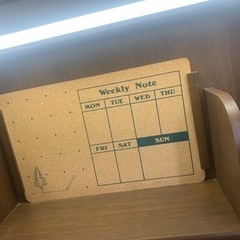 Weekly Note
MON TUE WED THU
FRI SAT SUN